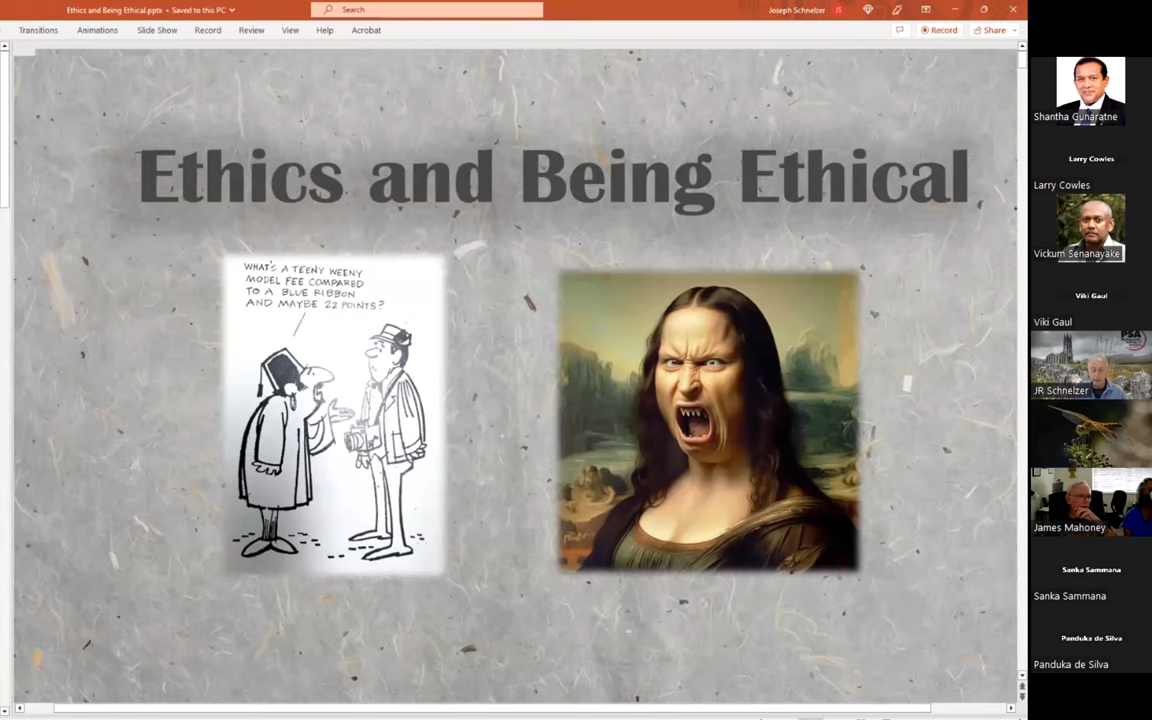 Ethics and Being Ethical.pptx • Saved to this PC
Search
Joseph Schnelzer
JS
Transitions
Animations
Slide Show
Record
Review
View
Help
Acrobat
Record
Share
Ethics and Being Ethical
WHAT'S A TEENY WEENY
MODEL FEE COMPARED
TO A BLUE RIBBON
AND MAYBE 22 POINTS?
Shantha Gunaratne
Larry Cowles
Larry Cowles
Vickum Senanayake
Viki Gaul
Viki Gaul
PSA
JR Schnelzer
James Mahoney
Sanka Sammana
Sanka Sammana
Panduka de Silva
Panduka de Silva